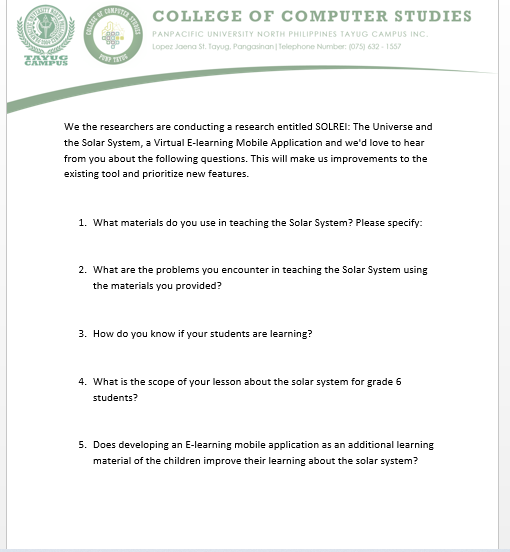 TAYUG
CAMPUS
COLLEGE OF COMPUTER STUDIES
PANPACIFIC UNIVERSITY NORTH PHILIPPINES TAYUG CAMPUS INC.
Lopez Jaena St. Tayug, Pangasinan | Telephone Number: (075) 632 - 1557
We the researchers are conducting a research entitled SOLREI: The Universe and
the Solar System, a Virtual E-learning Mobile Application and we'd love to hear
from you about the following questions. This will make us improvements to the
existing tool and prioritize new features.
1. What materials do you use in teaching the Solar System? Please specify:
2. What are the problems you encounter in teaching the Solar System using
the materials you provided?
3. How do you know if your students are learning?
4. What is the scope of your lesson about the solar system for grade 6
students?
5. Does developing an E-learning mobile application as an additional learning
material of the children improve their learning about the solar system?